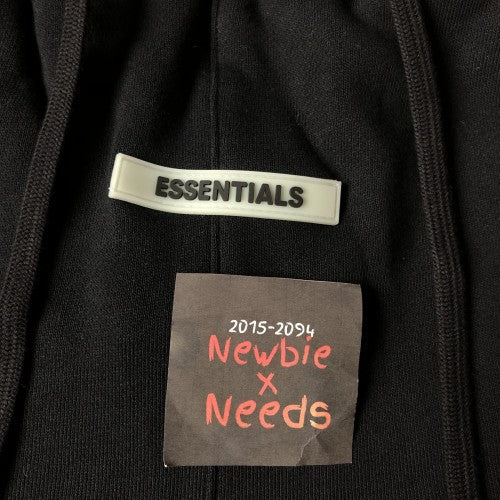 ESSENTIALS
2015-2094
Newbie
x
Needs